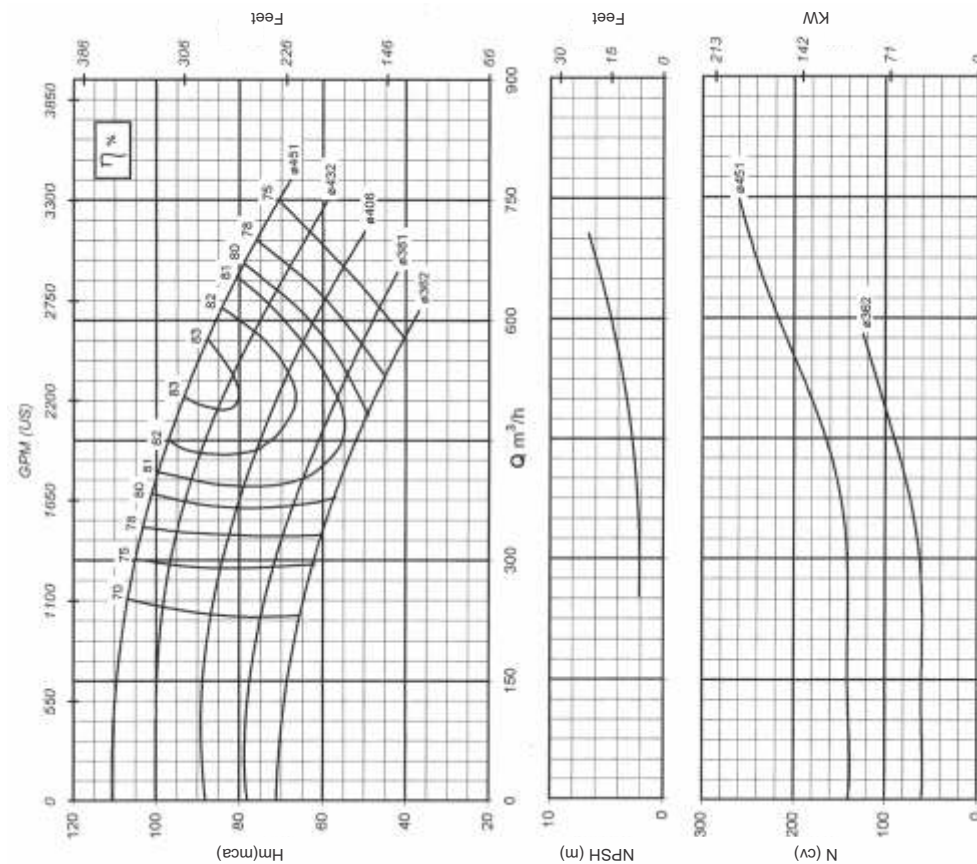 GPM (US)
0 550 1100 1650 2200 2750 3300 3850
η %
120
100
80
60
40
20
Hm(mca)
386
306
226
146
66
Feet
70 75 78 80 81 82 83 83 82 81 80 78 75
ø451
ø432
ø406
ø381
ø362
0 150 300 450 600 750 900
Q m³/h
10
0
NPSH (m)
30
15
0
Feet
300
200
100
0
N (cv)
213
142
71
0
KW
ø451
ø362